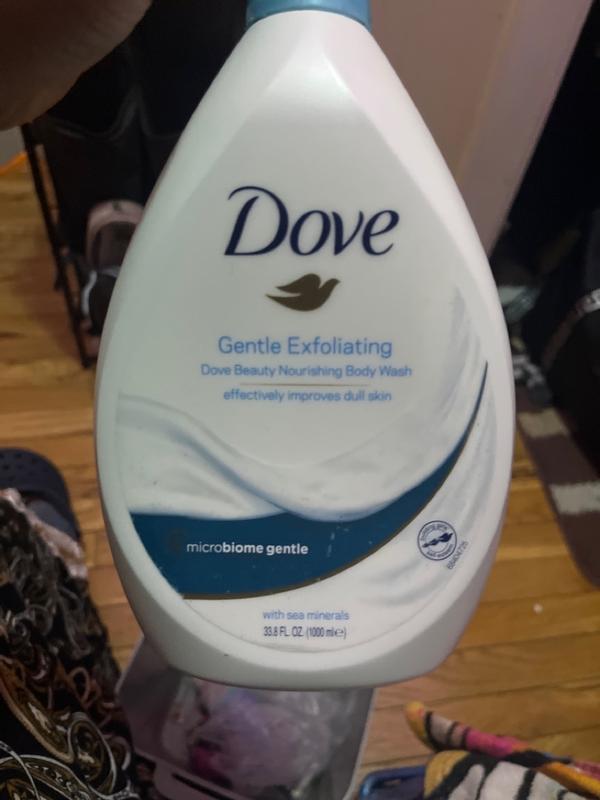 Dove
Gentle Exfoliating
Dove Beauty Nourishing Body Wash
effectively improves dull skin
microbiome gentle
with sea minerals
33.8 FL. OZ. (1000 ml℮)